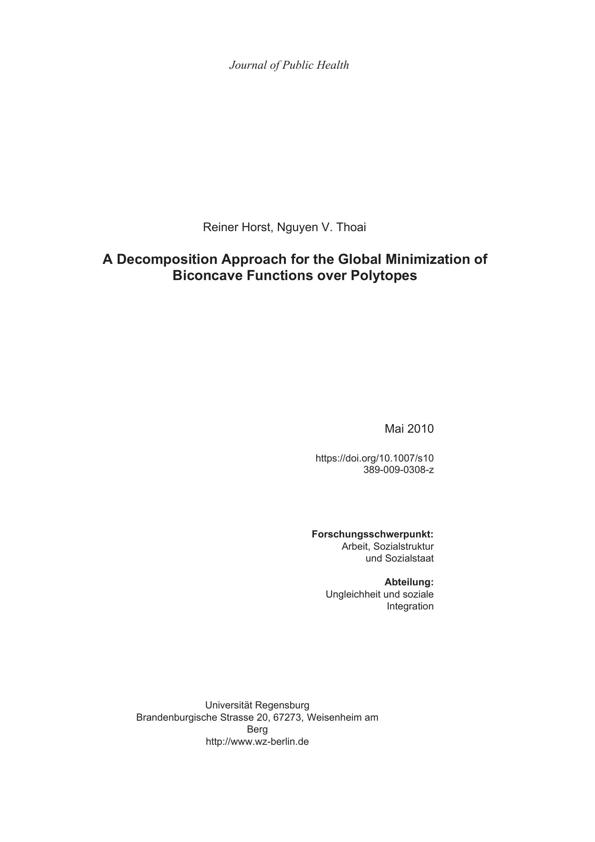 Journal of Public Health
Reiner Horst, Nguyen V. Thoai
A Decomposition Approach for the Global Minimization of
Biconcave Functions over Polytopes
Mai 2010
https://doi.org/10.1007/s10
389-009-0308-z
Forschungsschwerpunkt:
Arbeit, Sozialstruktur
und Sozialstaat
Abteilung:
Ungleichheit und soziale
Integration
Universität Regensburg
Brandenburgische Strasse 20, 67273, Weisenheim am
Berg
http://www.wz-berlin.de